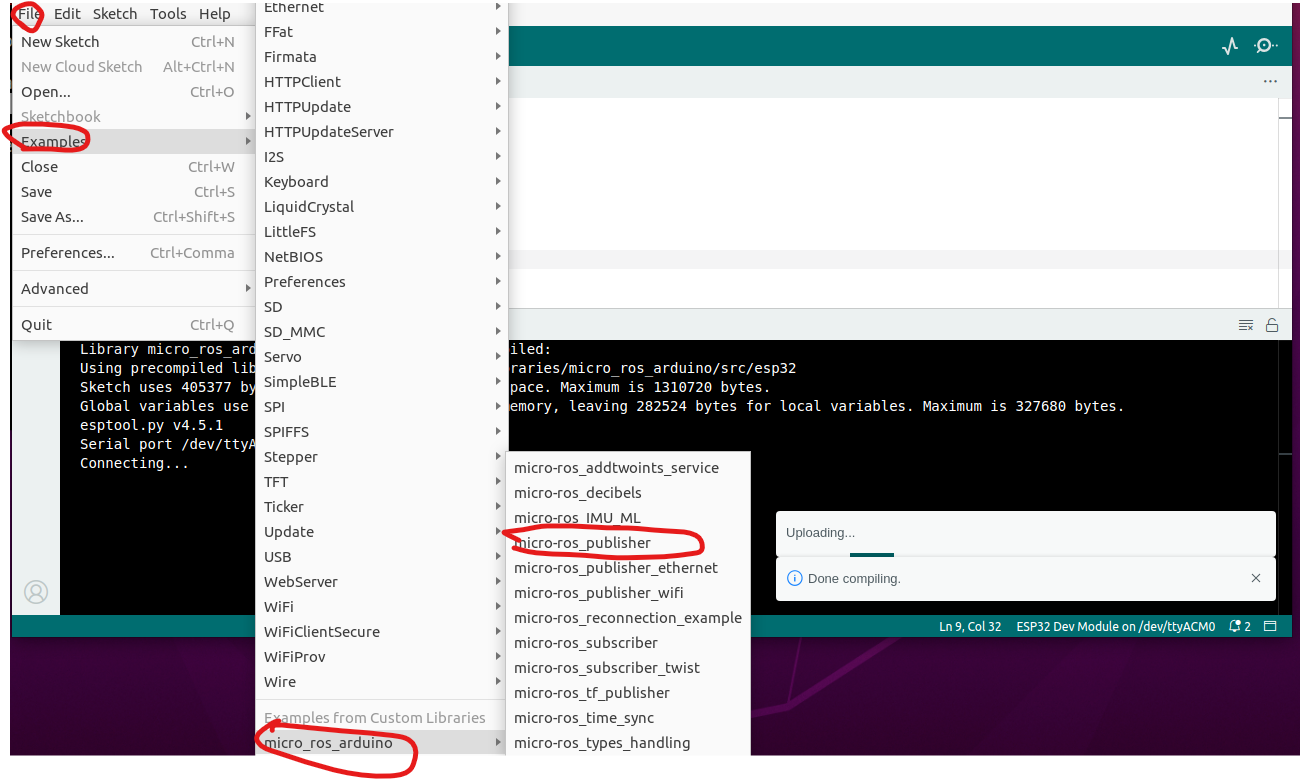 File Edit Sketch Tools Help
New Sketch Ctrl+N
New Cloud Sketch Alt+Ctrl+N
Open... Ctrl+O
Sketchbook
Examples
Close Ctrl+W
Save Ctrl+S
Save As... Ctrl+Shift+S
Preferences... Ctrl+Comma
Advanced
Quit Ctrl+Q
Ethernet
FFat
Firmata
HTTPClient
HTTPUpdate
HTTPUpdateServer
I2S
Keyboard
LiquidCrystal
LittleFS
NetBIOS
Preferences
SD
SD_MMC
Servo
SimpleBLE
SPI
SPIFFS
Stepper
TFT
Ticker
Update
USB
WebServer
WiFi
WiFiClientSecure
WiFiProv
Wire
Examples from Custom Libraries
micro_ros_arduino
micro-ros_addtwoints_service
micro-ros_decibels
micro-ros_IMU_ML
micro-ros_publisher
micro-ros_publisher_ethernet
micro-ros_publisher_wifi
micro-ros_reconnection_example
micro-ros_subscriber
micro-ros_subscriber_twist
micro-ros_tf_publisher
micro-ros_time_sync
micro-ros_types_handling
Library micro_ros_ard iled:
Using precompiled lib raries/micro_ros_arduino/src/esp32
Sketch uses 405377 by pace. Maximum is 1310720 bytes.
Global variables use emory, leaving 282524 bytes for local variables. Maximum is 327680 bytes.
esptool.py v4.5.1
Serial port /dev/ttyA
Connecting...
Uploading...
Done compiling.
Ln 9, Col 32 ESP32 Dev Module on /dev/ttyACM0 2